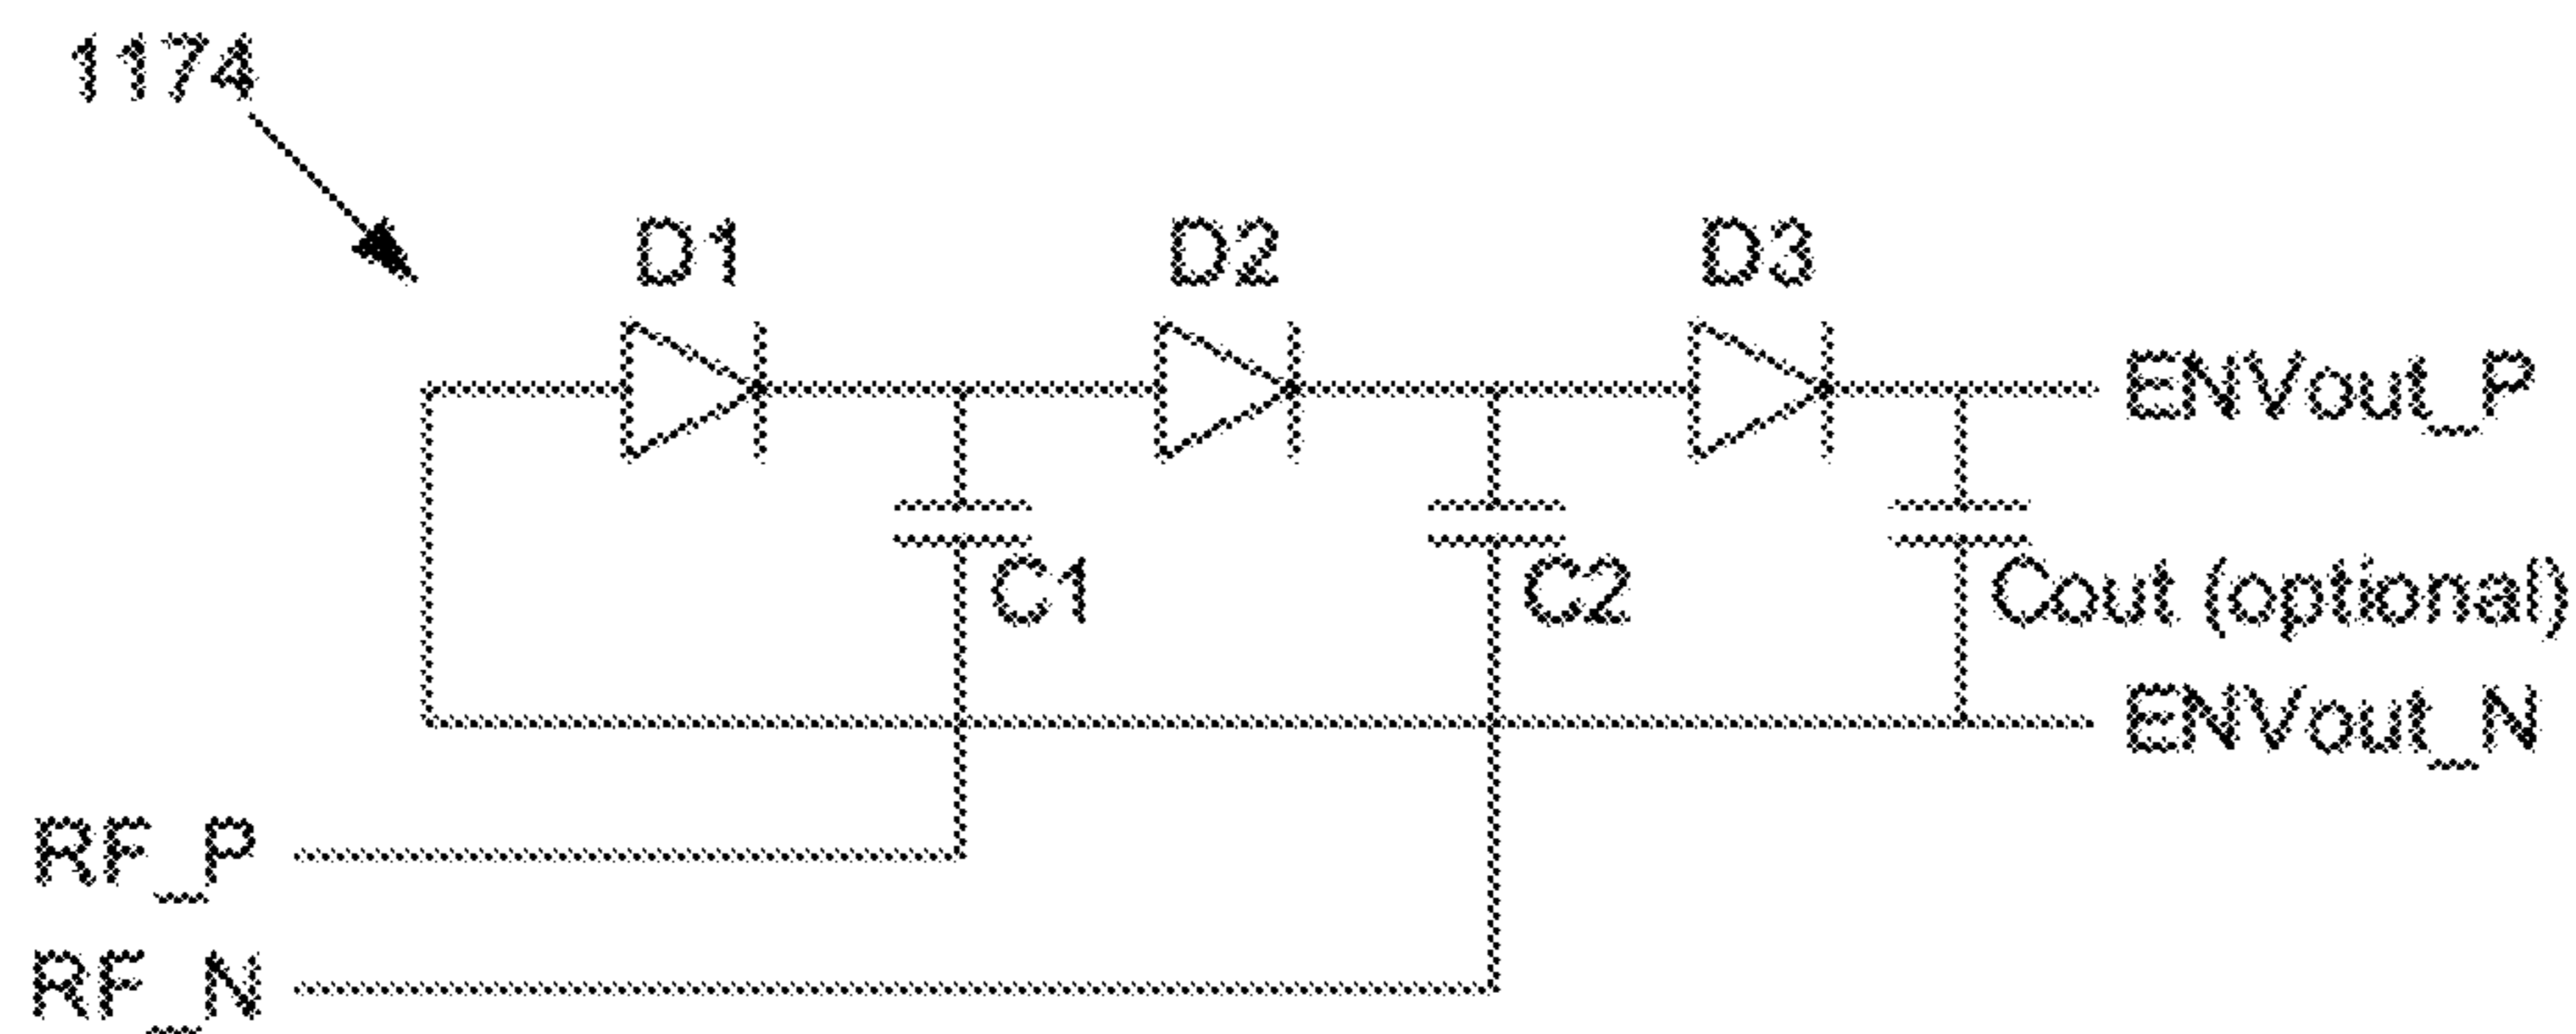 1174
D1 D2 D3
ENVout_P
C1 C2 Cout (optional)
ENVout_N
RF_P
RF_N